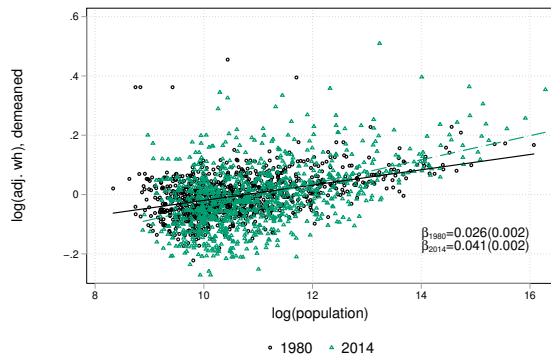 .6
.4
.2
0
-.2
log(adj. wh), demeaned
β1980=0.026(0.002)
β2014=0.041(0.002)
8 10 12 14 16
log(population)
1980 2014